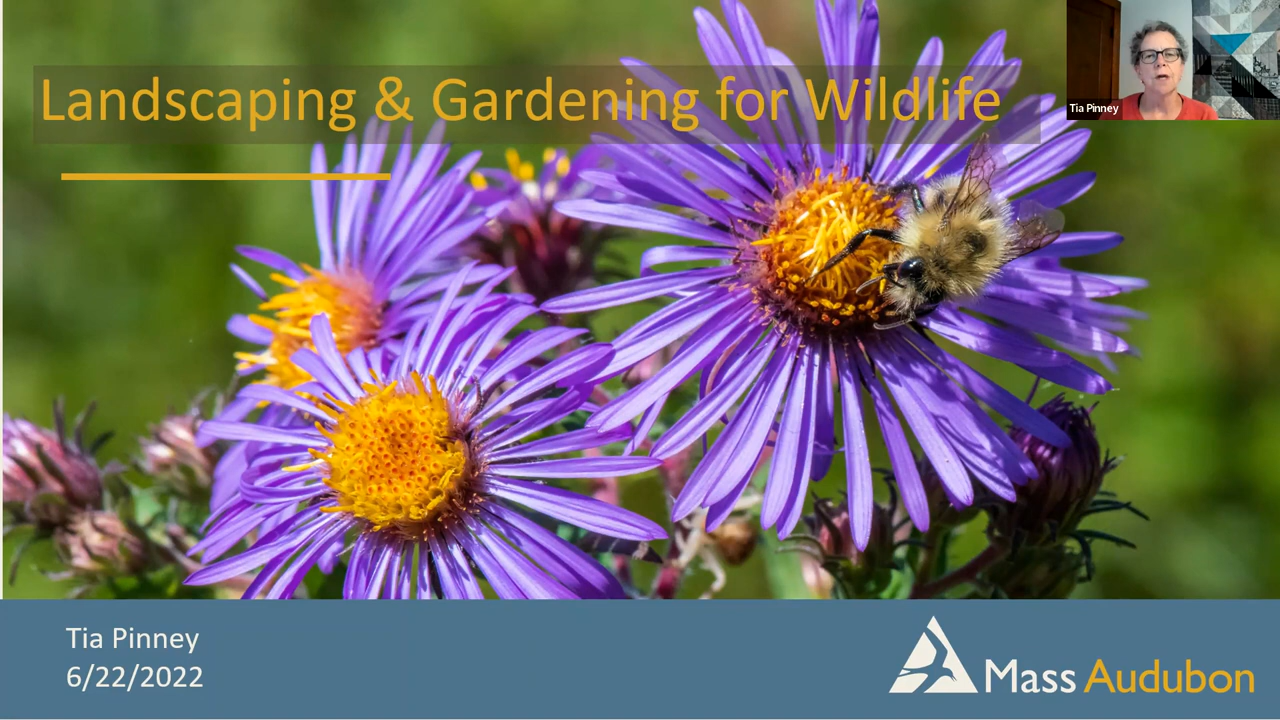 Landscaping & Gardening for Wildlife
Tia Pinney
Tia Pinney
6/22/2022
Mass Audubon